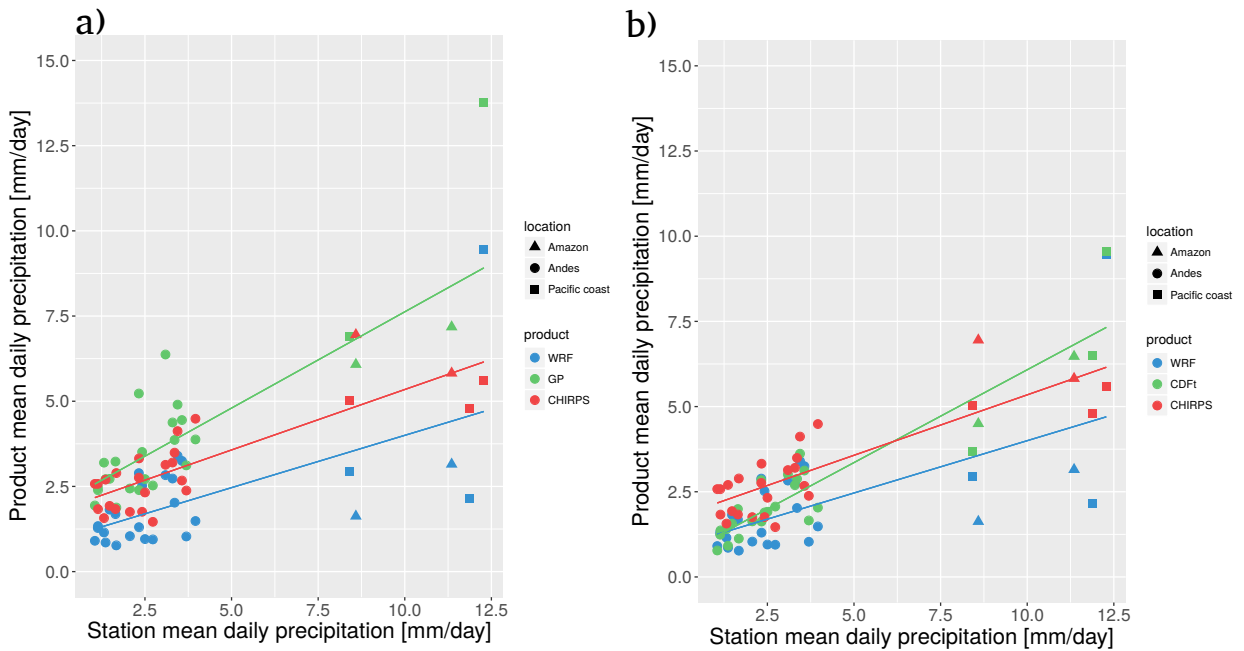 a)
15.0
12.5
10.0
7.5
5.0
2.5
0.0
Product mean daily precipitation [mm/day]
2.5 5.0 7.5 10.0 12.5
Station mean daily precipitation [mm/day]
location
Amazon
Andes
Pacific coast
product
WRF
GP
CHIRPS
b)
15.0
12.5
10.0
7.5
5.0
2.5
0.0
Product mean daily precipitation [mm/day]
2.5 5.0 7.5 10.0 12.5
Station mean daily precipitation [mm/day]
location
Amazon
Andes
Pacific coast
product
WRF
CDFt
CHIRPS